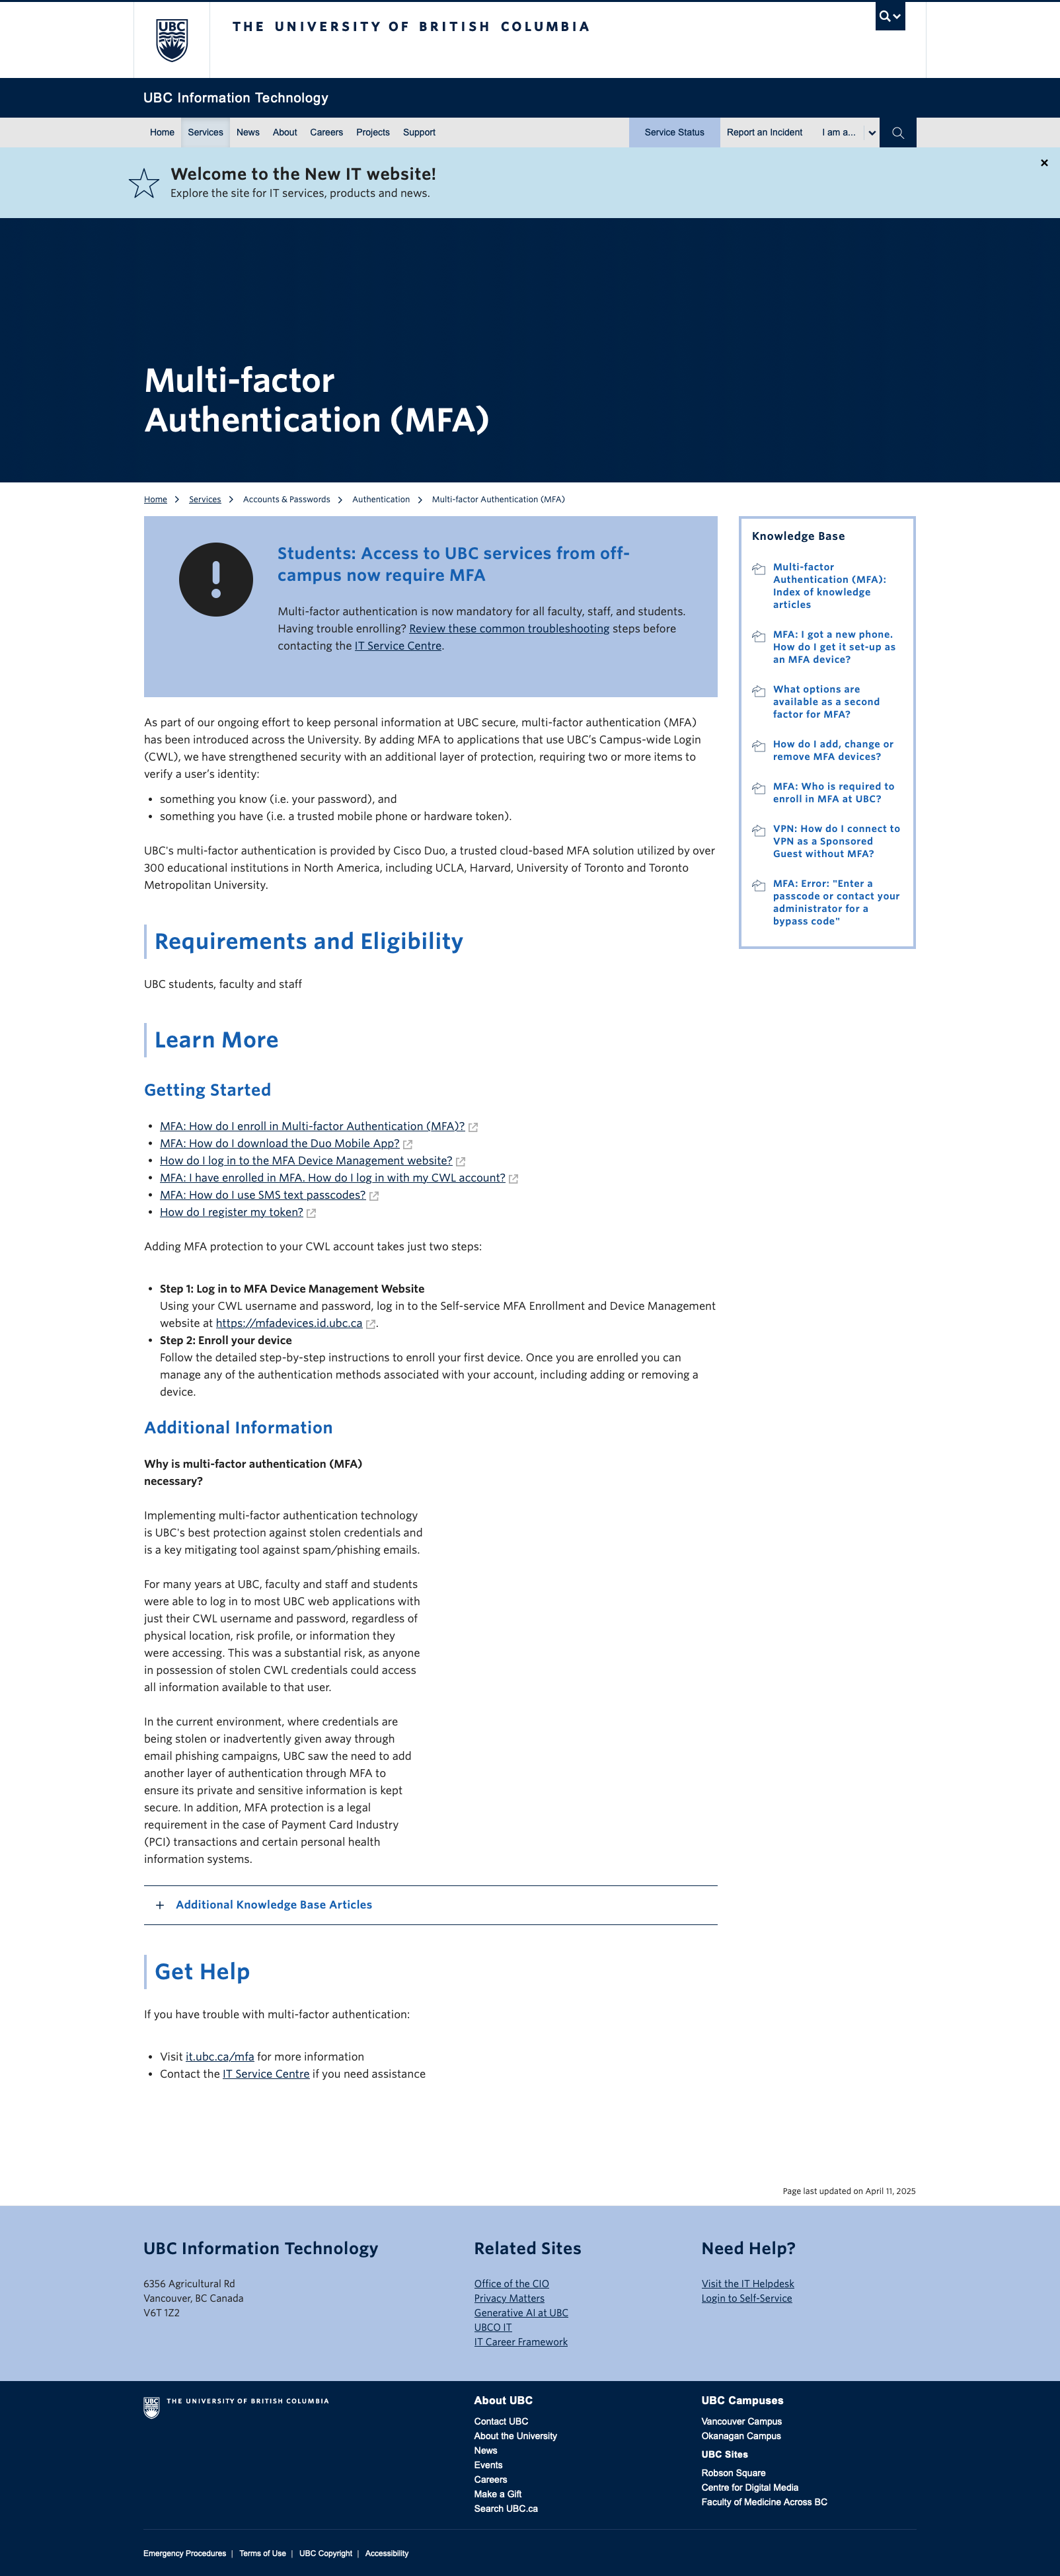 UBC
THE UNIVERSITY OF BRITISH COLUMBIA
UBC Information Technology
Home Services News About Careers Projects Support Service Status Report an Incident I am a...
Welcome to the New IT website!
Explore the site for IT services, products and news.
Multi-factor
Authentication (MFA)
Home Services Accounts & Passwords Authentication Multi-factor Authentication (MFA)
Students: Access to UBC services from off-
campus now require MFA
Multi-factor authentication is now mandatory for all faculty, staff, and students.
Having trouble enrolling? Review these common troubleshooting steps before
contacting the IT Service Centre.
As part of our ongoing effort to keep personal information at UBC secure, multi-factor authentication (MFA)
has been introduced across the University. By adding MFA to applications that use UBC’s Campus-wide Login
(CWL), we have strengthened security with an additional layer of protection, requiring two or more items to
verify a user’s identity:
• something you know (i.e. your password), and
• something you have (i.e. a trusted mobile phone or hardware token).
UBC's multi-factor authentication is provided by Cisco Duo, a trusted cloud-based MFA solution utilized by over
300 educational institutions in North America, including UCLA, Harvard, University of Toronto and Toronto
Metropolitan University.
Requirements and Eligibility
UBC students, faculty and staff
Learn More
Getting Started
• MFA: How do I enroll in Multi-factor Authentication (MFA)?
• MFA: How do I download the Duo Mobile App?
• How do I log in to the MFA Device Management website?
• MFA: I have enrolled in MFA. How do I log in with my CWL account?
• MFA: How do I use SMS text passcodes?
• How do I register my token?
Adding MFA protection to your CWL account takes just two steps:
• Step 1: Log in to MFA Device Management Website
Using your CWL username and password, log in to the Self-service MFA Enrollment and Device Management
website at https://mfadevices.id.ubc.ca.
• Step 2: Enroll your device
Follow the detailed step-by-step instructions to enroll your first device. Once you are enrolled you can
manage any of the authentication methods associated with your account, including adding or removing a
device.
Additional Information
Why is multi-factor authentication (MFA)
necessary?
Implementing multi-factor authentication technology
is UBC's best protection against stolen credentials and
is a key mitigating tool against spam/phishing emails.
For many years at UBC, faculty and staff and students
were able to log in to most UBC web applications with
just their CWL username and password, regardless of
physical location, risk profile, or information they
were accessing. This was a substantial risk, as anyone
in possession of stolen CWL credentials could access
all information available to that user.
In the current environment, where credentials are
being stolen or inadvertently given away through
email phishing campaigns, UBC saw the need to add
another layer of authentication through MFA to
ensure its private and sensitive information is kept
secure. In addition, MFA protection is a legal
requirement in the case of Payment Card Industry
(PCI) transactions and certain personal health
information systems.
+ Additional Knowledge Base Articles
Get Help
If you have trouble with multi-factor authentication:
• Visit it.ubc.ca/mfa for more information
• Contact the IT Service Centre if you need assistance
Knowledge Base
Multi-factor
Authentication (MFA):
Index of knowledge
articles
MFA: I got a new phone.
How do I get it set-up as
an MFA device?
What options are
available as a second
factor for MFA?
How do I add, change or
remove MFA devices?
MFA: Who is required to
enroll in MFA at UBC?
VPN: How do I connect to
VPN as a Sponsored
Guest without MFA?
MFA: Error: "Enter a
passcode or contact your
administrator for a
bypass code"
Page last updated on April 11, 2025
UBC Information Technology
6356 Agricultural Rd
Vancouver, BC Canada
V6T 1Z2
Related Sites
Office of the CIO
Privacy Matters
Generative AI at UBC
UBCO IT
IT Career Framework
Need Help?
Visit the IT Helpdesk
Login to Self-Service
UBC
THE UNIVERSITY OF BRITISH COLUMBIA
About UBC
Contact UBC
About the University
News
Events
Careers
Make a Gift
Search UBC.ca
UBC Campuses
Vancouver Campus
Okanagan Campus
UBC Sites
Robson Square
Centre for Digital Media
Faculty of Medicine Across BC
Emergency Procedures | Terms of Use | UBC Copyright | Accessibility